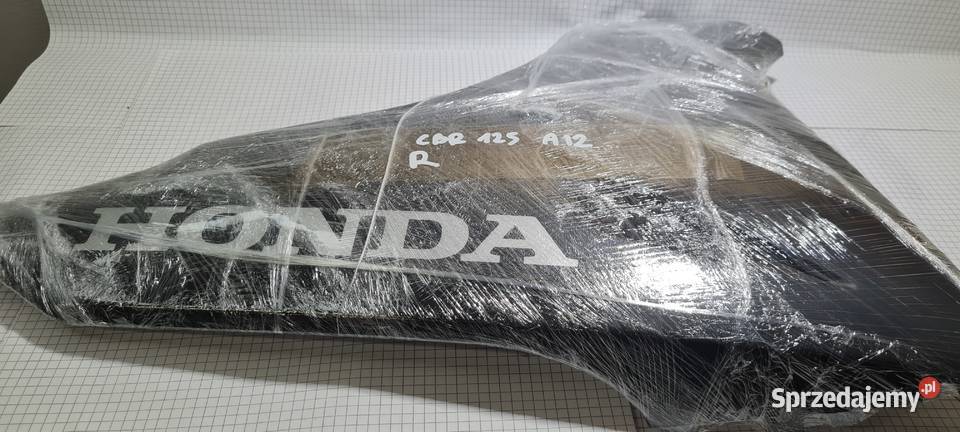 CBR 125 A12
R
HONDA
Sprzedajemy.pl